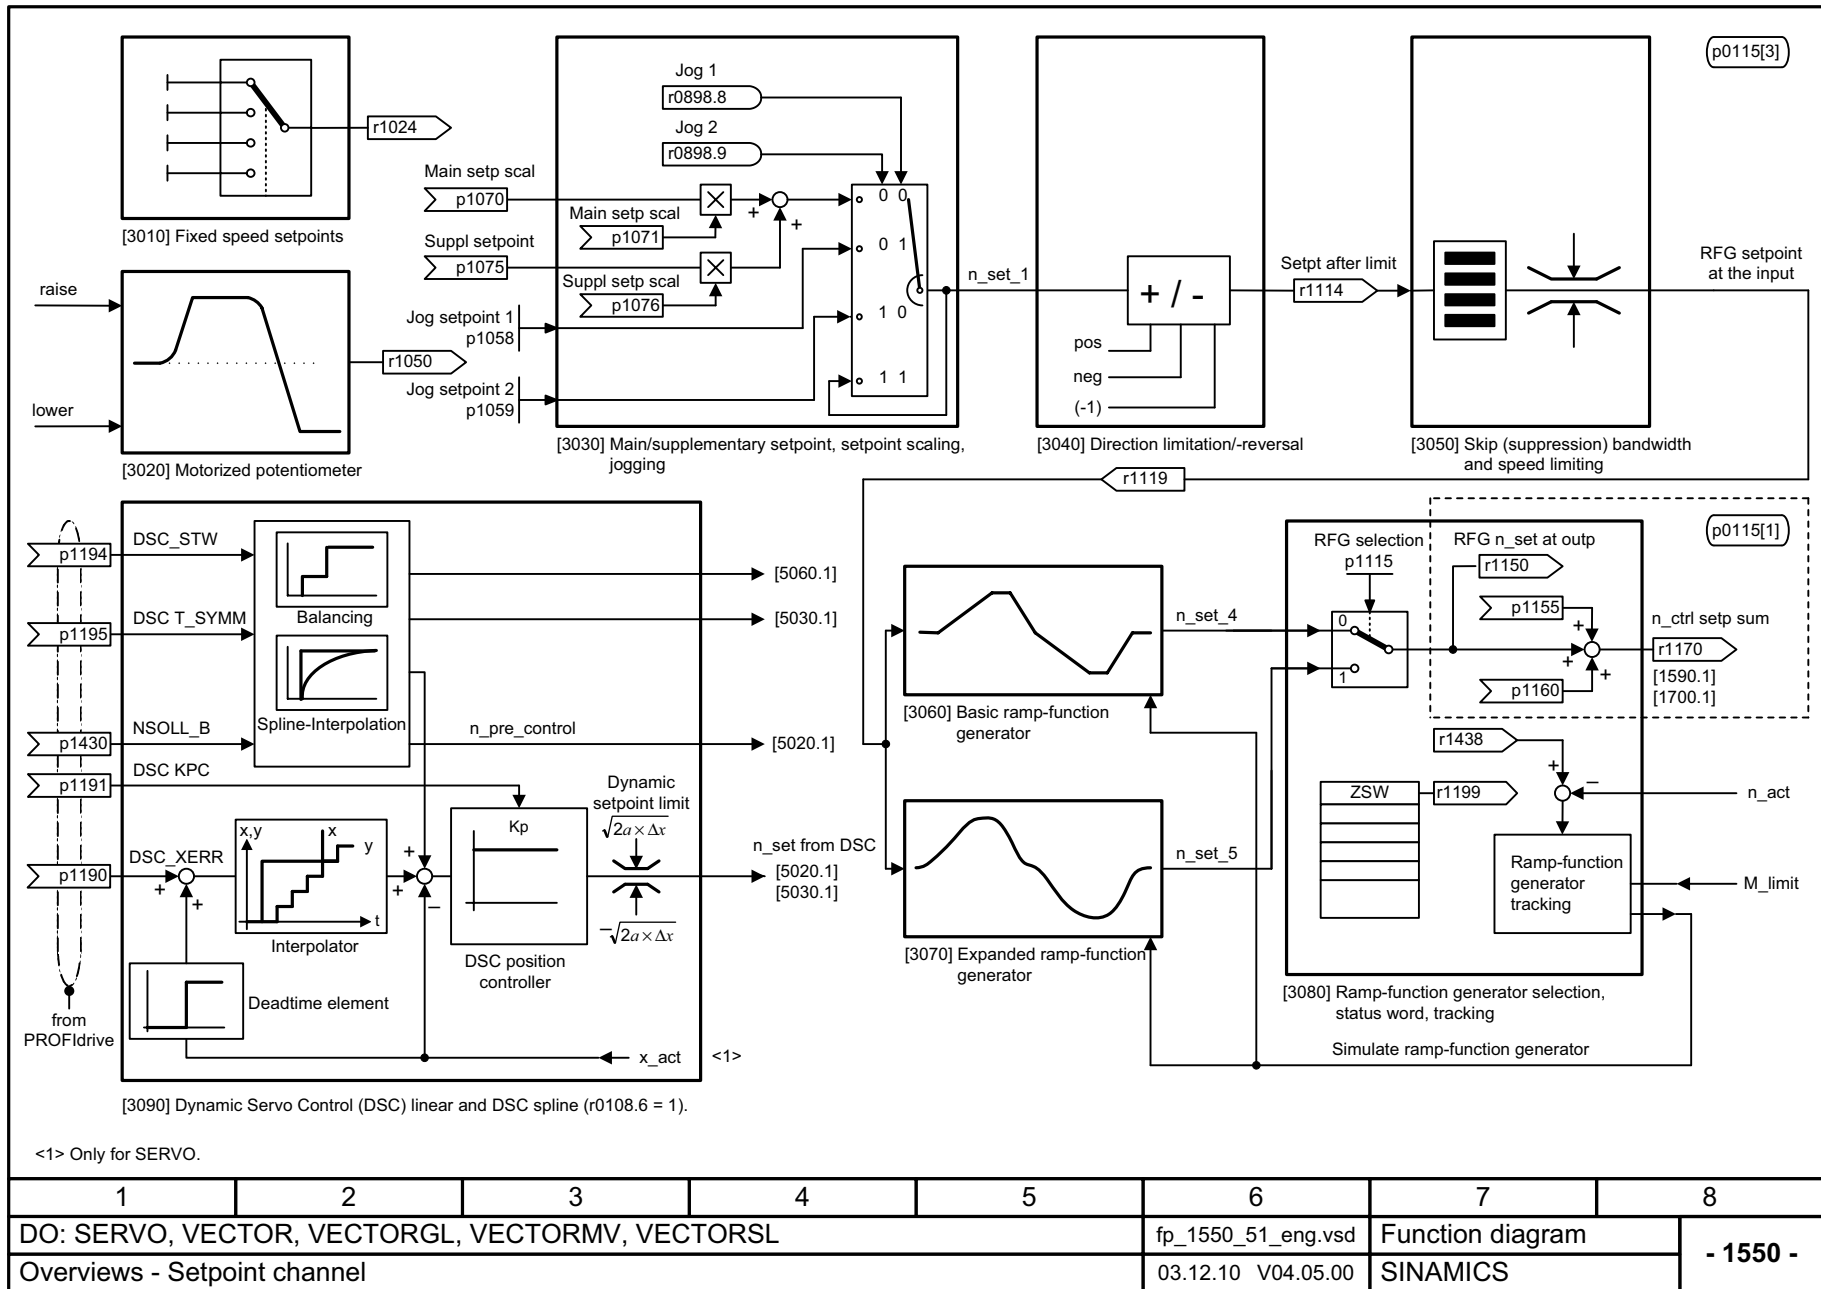 p0115[3]
r1024
[3010] Fixed speed setpoints
Jog 1
r0898.8
Jog 2
r0898.9
Main setp scal
p1070
Main setp scal
p1071
Suppl setpoint
p1075
Suppl setp scal
p1076
Jog setpoint 1
p1058
Jog setpoint 2
p1059
+
+
0 0
0 1
1 0
1 1
n_set_1
[3030] Main/supplementary setpoint, setpoint scaling,
jogging
+ / -
pos
neg
(-1)
[3040] Direction limitation/-reversal
Setpt after limit
r1114
[3050] Skip (suppression) bandwidth
and speed limiting
RFG setpoint
at the input
raise
lower
r1050
[3020] Motorized potentiometer
r1119
p1194
DSC_STW
p1195
DSC T_SYMM
p1430
NSOLL_B
p1191
DSC KPC
p1190
DSC_XERR
from
PROFIdrive
Balancing
Spline-Interpolation
n_pre_control
[5060.1]
[5030.1]
[5020.1]
+
+
x,y
x
y
t
Interpolator
Deadtime element
+
+
–
Kp
DSC position
controller
Dynamic
setpoint limit
√2a × Δx
–√2a × Δx
n_set from DSC
[5020.1]
[5030.1]
x_act
<1>
[3090] Dynamic Servo Control (DSC) linear and DSC spline (r0108.6 = 1).
<1> Only for SERVO.
[3060] Basic ramp-function
generator
n_set_4
[3070] Expanded ramp-function
generator
n_set_5
RFG selection
p1115
0
1
RFG n_set at outp
r1150
p1155
p1160
+
+
+
p0115[1]
n_ctrl setp sum
r1170
[1590.1]
[1700.1]
r1438
+
–
n_act
ZSW
r1199
Ramp-function
generator
tracking
M_limit
[3080] Ramp-function generator selection,
status word, tracking
Simulate ramp-function generator
1 2 3 4 5 6 7 8
DO: SERVO, VECTOR, VECTORGL, VECTORMV, VECTORSL
fp_1550_51_eng.vsd
Function diagram
- 1550 -
Overviews - Setpoint channel
03.12.10 V04.05.00
SINAMICS